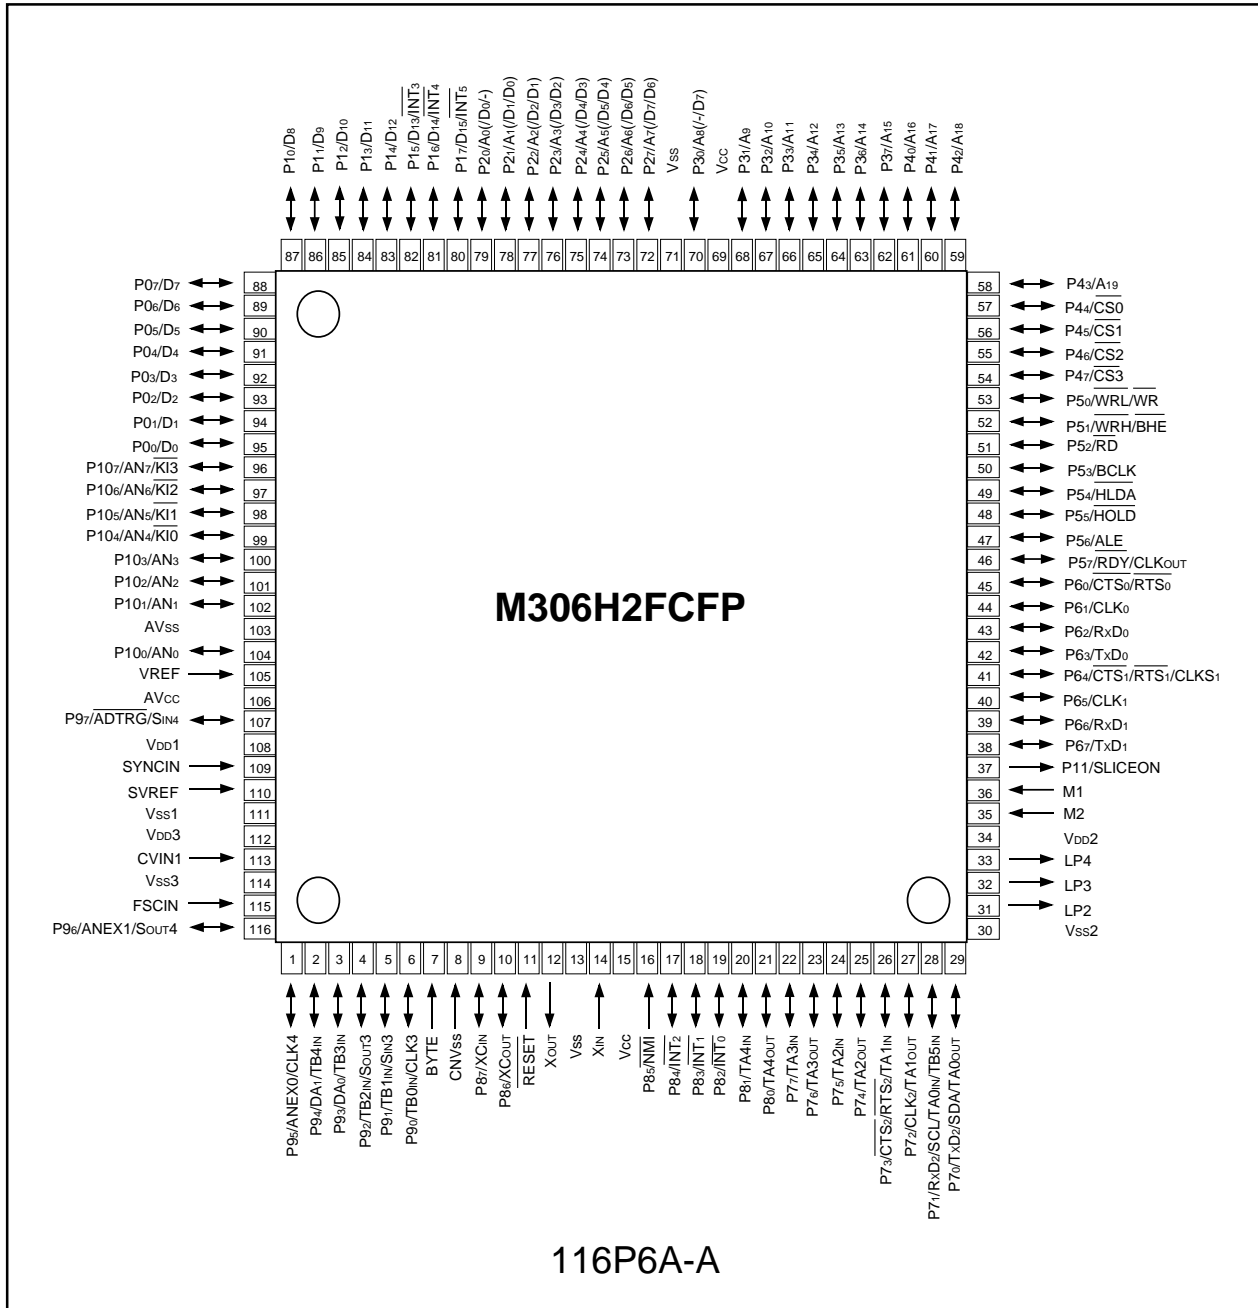 P10/D8
P11/D9
P12/D10
P13/D11
P14/D12
P15/D13/INT3
P16/D14/INT4
P17/D15/INT5
P20/A0(/D0/-)
P21/A1(/D1/D0)
P22/A2(/D2/D1)
P23/A3(/D3/D2)
P24/A4(/D4/D3)
P25/A5(/D5/D4)
P26/A6(/D6/D5)
P27/A7(/D7/D6)
Vss
P30/A8(/-/D7)
Vcc
P31/A9
P32/A10
P33/A11
P34/A12
P35/A13
P36/A14
P37/A15
P40/A16
P41/A17
P42/A18
87 86 85 84 83 82 81 80 79 78 77 76 75 74 73 72 71 70 69 68 67 66 65 64 63 62 61 60 59
P07/D7 88
P06/D6 89
P05/D5 90
P04/D4 91
P03/D3 92
P02/D2 93
P01/D1 94
P00/D0 95
P107/AN7/KI3 96
P106/AN6/KI2 97
P105/AN5/KI1 98
P104/AN4/KI0 99
P103/AN3 100
P102/AN2 101
P101/AN1 102
AVss 103
P100/AN0 104
VREF 105
AVcc 106
P97/ADTRG/SIN4 107
VDD1 108
SYNCIN 109
SVREF 110
Vss1 111
VDD3 112
CVIN1 113
Vss3 114
FSCIN 115
P96/ANEX1/SOUT4 116
M306H2FCFP
58 P43/A19
57 P44/CS0
56 P45/CS1
55 P46/CS2
54 P47/CS3
53 P50/WRL/WR
52 P51/WRH/BHE
51 P52/RD
50 P53/BCLK
49 P54/HLDA
48 P55/HOLD
47 P56/ALE
46 P57/RDY/CLKOUT
45 P60/CTS0/RTS0
44 P61/CLK0
43 P62/RxD0
42 P63/TxD0
41 P64/CTS1/RTS1/CLKS1
40 P65/CLK1
39 P66/RxD1
38 P67/TxD1
37 P11/SLICEON
36 M1
35 M2
34 VDD2
33 LP4
32 LP3
31 LP2
30 Vss2
1 2 3 4 5 6 7 8 9 10 11 12 13 14 15 16 17 18 19 20 21 22 23 24 25 26 27 28 29
P95/ANEX0/CLK4
P94/DA1/TB4IN
P93/DA0/TB3IN
P92/TB2IN/SOUT3
P91/TB1IN/SIN3
P90/TB0IN/CLK3
BYTE
CNVss
P87/XCIN
P86/XCOUT
RESET
XOUT
Vss
XIN
Vcc
P85/NMI
P84/INT2
P83/INT1
P82/INT0
P81/TA4IN
P80/TA4OUT
P77/TA3IN
P76/TA3OUT
P75/TA2IN
P74/TA2OUT
P73/CTS2/RTS2/TA1IN
P72/CLK2/TA1OUT
P71/RxD2/SCL/TA0IN/TB5IN
P70/TxD2/SDA/TA0OUT
116P6A-A